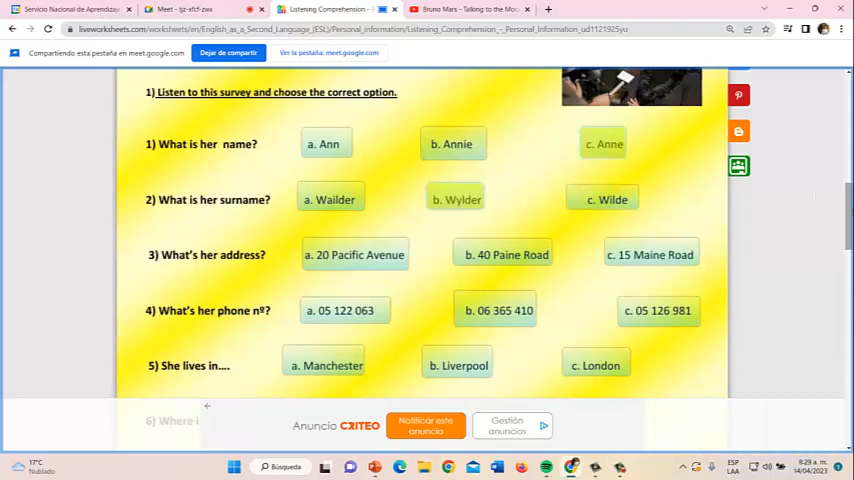 Servicio Nacional de Aprendizaje
Meet - tjz-xfcf-zwx
Listening Comprehension - P
Bruno Mars - Talking to the Moo
liveworksheets.com/worksheets/en/English_as_a_Second_Language_(ESL)/Personal_information/Listening_Comprehension_-_Personal_Information_ud1121925yu
Compartiendo esta pestaña en meet.google.com
Dejar de compartir
Ver la pestaña: meet.google.com
1) Listen to this survey and choose the correct option.
1) What is her name? a. Ann b. Annie c. Anne
2) What is her surname? a. Wailder b. Wylder c. Wilde
3) What's her address? a. 20 Pacific Avenue b. 40 Paine Road c. 15 Maine Road
4) What's her phone nº? a. 05 122 063 b. 06 365 410 c. 05 126 981
5) She lives in.... a. Manchester b. Liverpool c. London
6) Where i
Anuncio CRITEO
Notificar este anuncio
Gestión anuncios
17°C
Nublado
Búsqueda
ESP
LAA
8:29 a. m.
14/04/2023